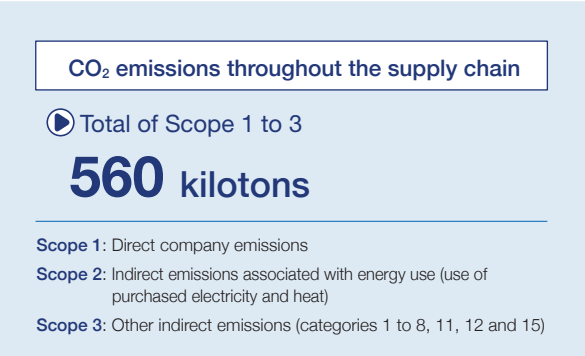 CO₂ emissions throughout the supply chain
Total of Scope 1 to 3
560 kilotons
Scope 1: Direct company emissions
Scope 2: Indirect emissions associated with energy use (use of
purchased electricity and heat)
Scope 3: Other indirect emissions (categories 1 to 8, 11, 12 and 15)